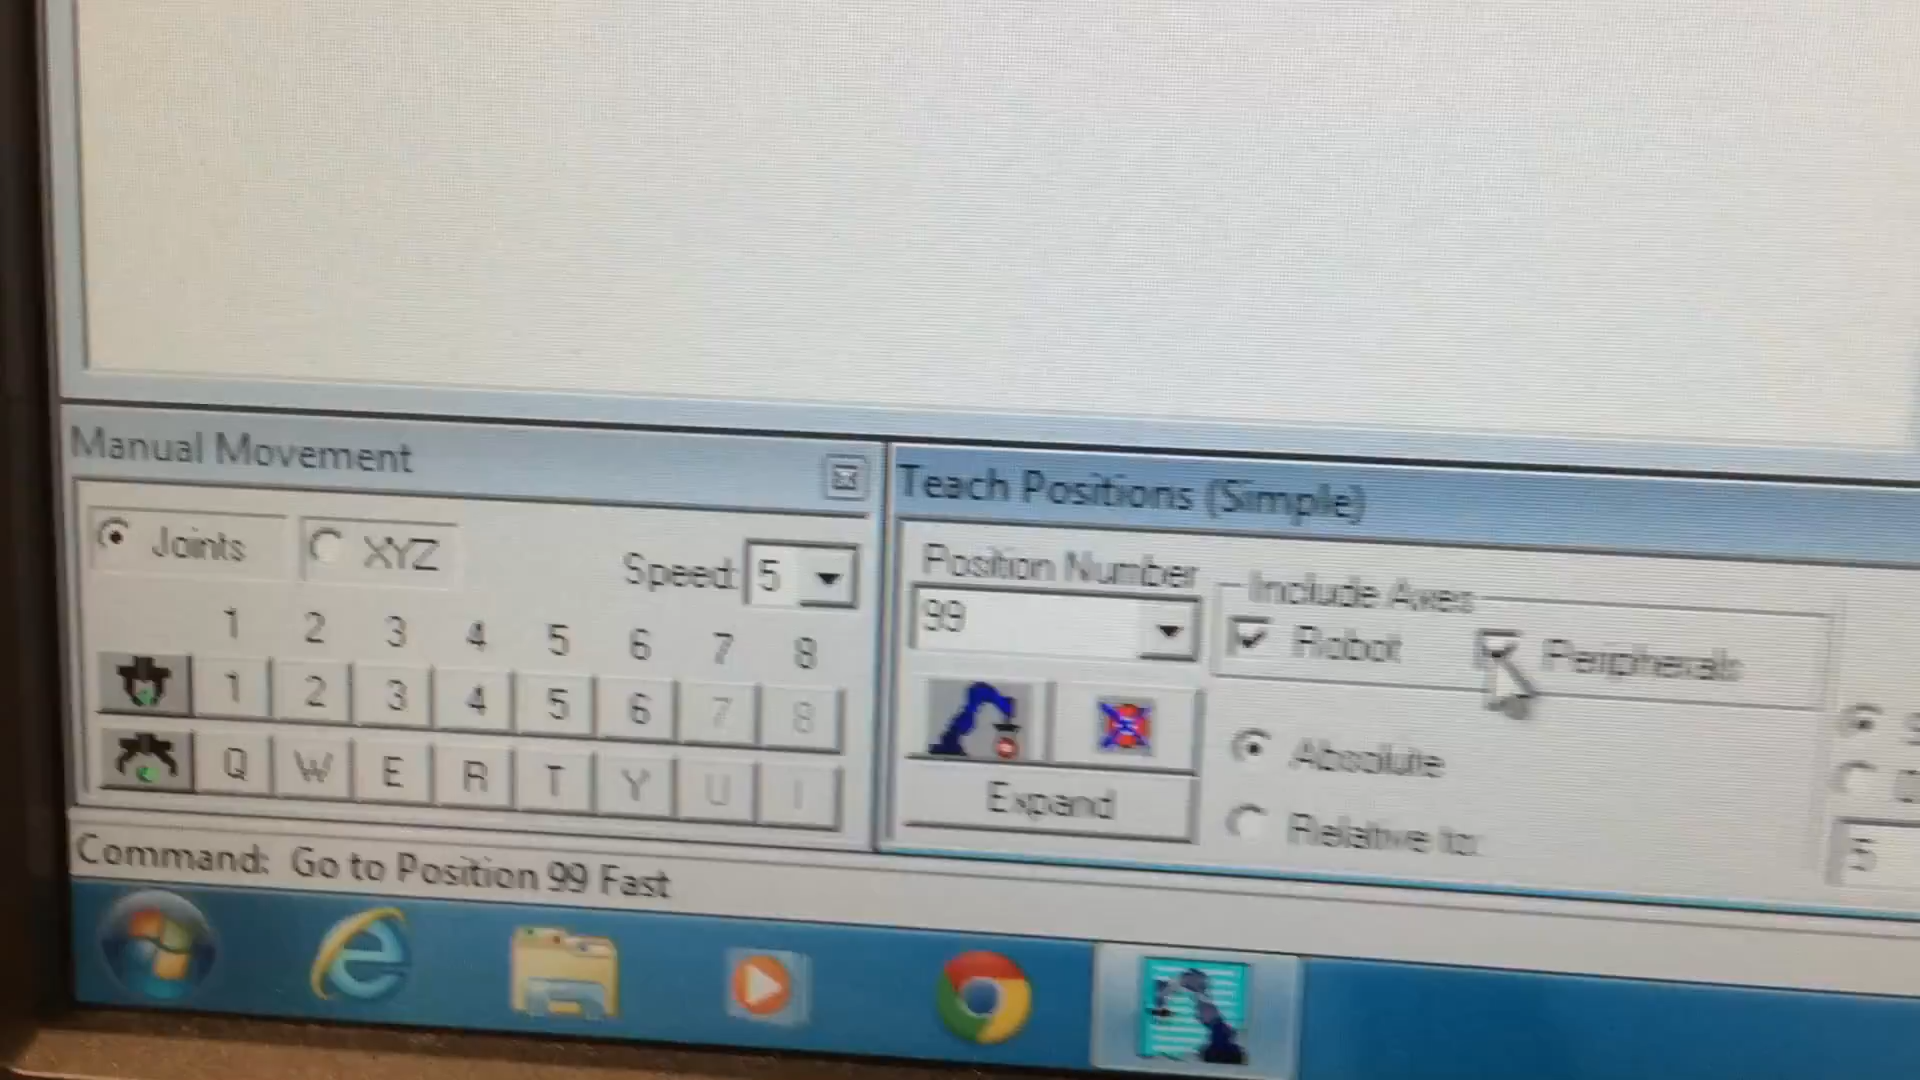 Manual Movement
Joints XYZ Speed: 5
1 2 3 4 5 6 7 8
1 2 3 4 5 6 7 8
Q W E R T Y U I
Teach Positions (Simple)
Position Number
99
Include Axes
Robot Peripherals
Expand
Absolute
Relative to:
5
Command: Go to Position 99 Fast